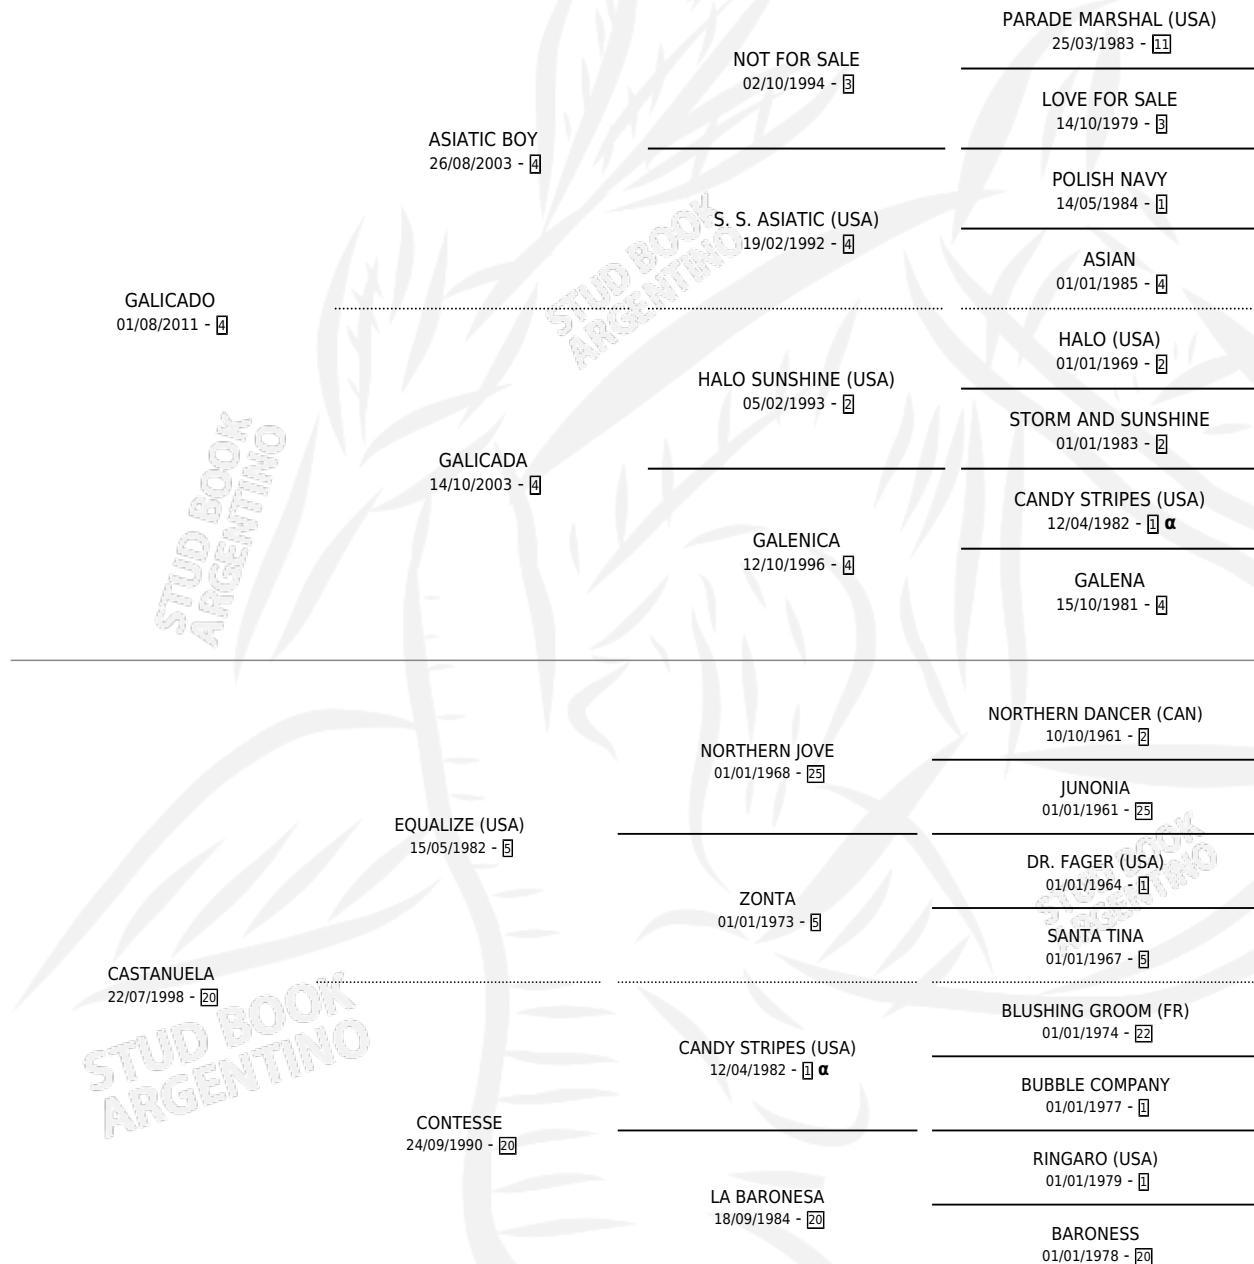 PARADE MARSHAL (USA)
25/03/1983 - 11
NOT FOR SALE
02/10/1994 - 3
LOVE FOR SALE
14/10/1979 - 3
ASIATIC BOY
26/08/2003 - 4
POLISH NAVY
14/05/1984 - 1
S. S. ASIATIC (USA)
19/02/1992 - 4
ASIAN
01/01/1985 - 4
GALICADO
01/08/2011 - 4
HALO (USA)
01/01/1969 - 2
HALO SUNSHINE (USA)
05/02/1993 - 2
STORM AND SUNSHINE
01/01/1983 - 2
GALICADA
14/10/2003 - 4
CANDY STRIPES (USA)
12/04/1982 - 1 α
GALENICA
12/10/1996 - 4
GALENA
15/10/1981 - 4
NORTHERN DANCER (CAN)
10/10/1961 - 2
NORTHERN JOVE
01/01/1968 - 25
JUNONIA
01/01/1961 - 25
EQUALIZE (USA)
15/05/1982 - 5
DR. FAGER (USA)
01/01/1964 - 1
ZONTA
01/01/1973 - 5
SANTA TINA
01/01/1967 - 5
CASTANUELA
22/07/1998 - 20
BLUSHING GROOM (FR)
01/01/1974 - 22
CANDY STRIPES (USA)
12/04/1982 - 1 α
BUBBLE COMPANY
01/01/1977 - 1
CONTESSE
24/09/1990 - 20
RINGARO (USA)
01/01/1979 - 1
LA BARONESA
18/09/1984 - 20
BARONESS
01/01/1978 - 20
STUD BOOK
ARGENTINO
STUD BOOK
ARGENTINO
STUD BOOK
ARGENTINO
STUD BOOK
ARGENTINO